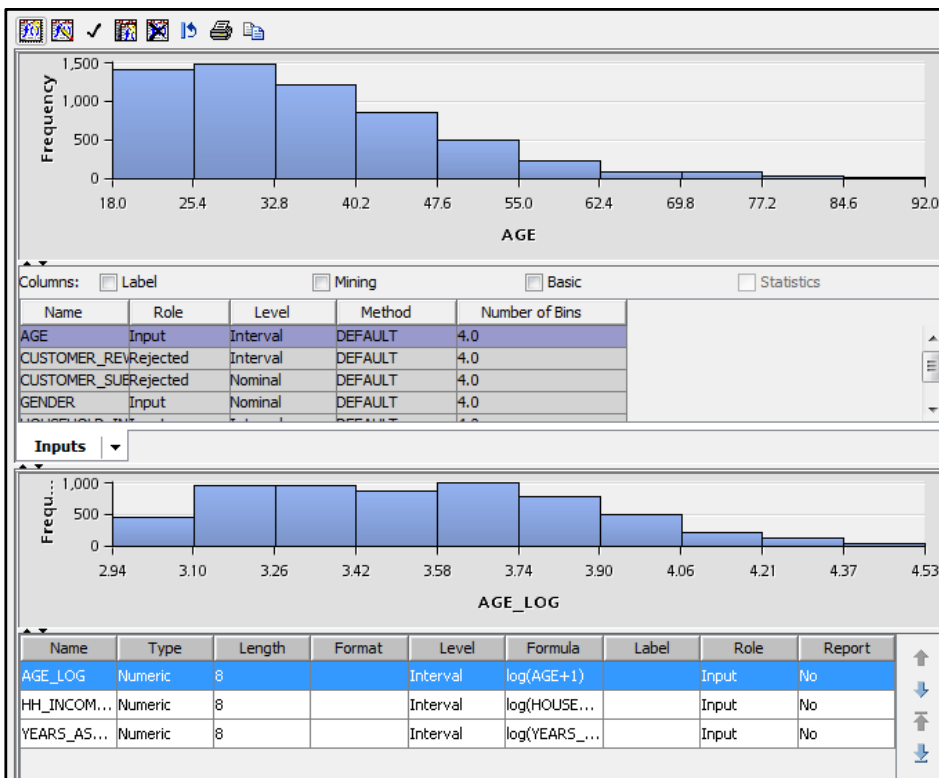 1,500
1,000
500
0
Frequency
18.0 25.4 32.8 40.2 47.6 55.0 62.4 69.8 77.2 84.6 92.0
AGE
Columns: Label Mining Basic Statistics
Name Role Level Method Number of Bins
AGE Input Interval DEFAULT 4.0
CUSTOMER_REV Rejected Interval DEFAULT 4.0
CUSTOMER_SUB Rejected Nominal DEFAULT 4.0
GENDER Input Nominal DEFAULT 4.0
Inputs
1,000
500
0
Frequ...
2.94 3.10 3.26 3.42 3.58 3.74 3.90 4.06 4.21 4.37 4.53
AGE_LOG
Name Type Length Format Level Formula Label Role Report
AGE_LOG Numeric 8 Interval log(AGE+1) Input No
HH_INCOM... Numeric 8 Interval log(HOUSE... Input No
YEARS_AS... Numeric 8 Interval log(YEARS_... Input No